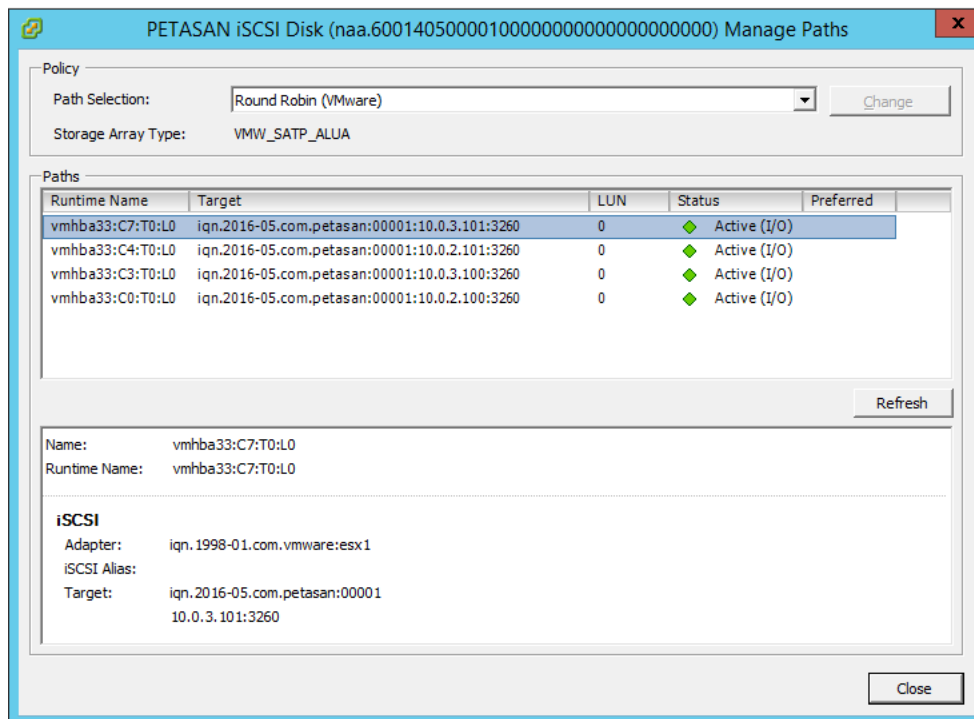 PETASAN iSCSI Disk (naa.60014050000100000000000000000000) Manage Paths
x
Policy
Path Selection: Round Robin (VMware) Change
Storage Array Type: VMW_SATP_ALUA
Paths
Runtime Name Target LUN Status Preferred
vmhba33:C7:T0:L0 iqn.2016-05.com.petasan:00001:10.0.3.101:3260 0 Active (I/O)
vmhba33:C4:T0:L0 iqn.2016-05.com.petasan:00001:10.0.2.101:3260 0 Active (I/O)
vmhba33:C3:T0:L0 iqn.2016-05.com.petasan:00001:10.0.3.100:3260 0 Active (I/O)
vmhba33:C0:T0:L0 iqn.2016-05.com.petasan:00001:10.0.2.100:3260 0 Active (I/O)
Refresh
Name: vmhba33:C7:T0:L0
Runtime Name: vmhba33:C7:T0:L0
iSCSI
Adapter: iqn.1998-01.com.vmware:esx1
iSCSI Alias:
Target: iqn.2016-05.com.petasan:00001
10.0.3.101:3260
Close